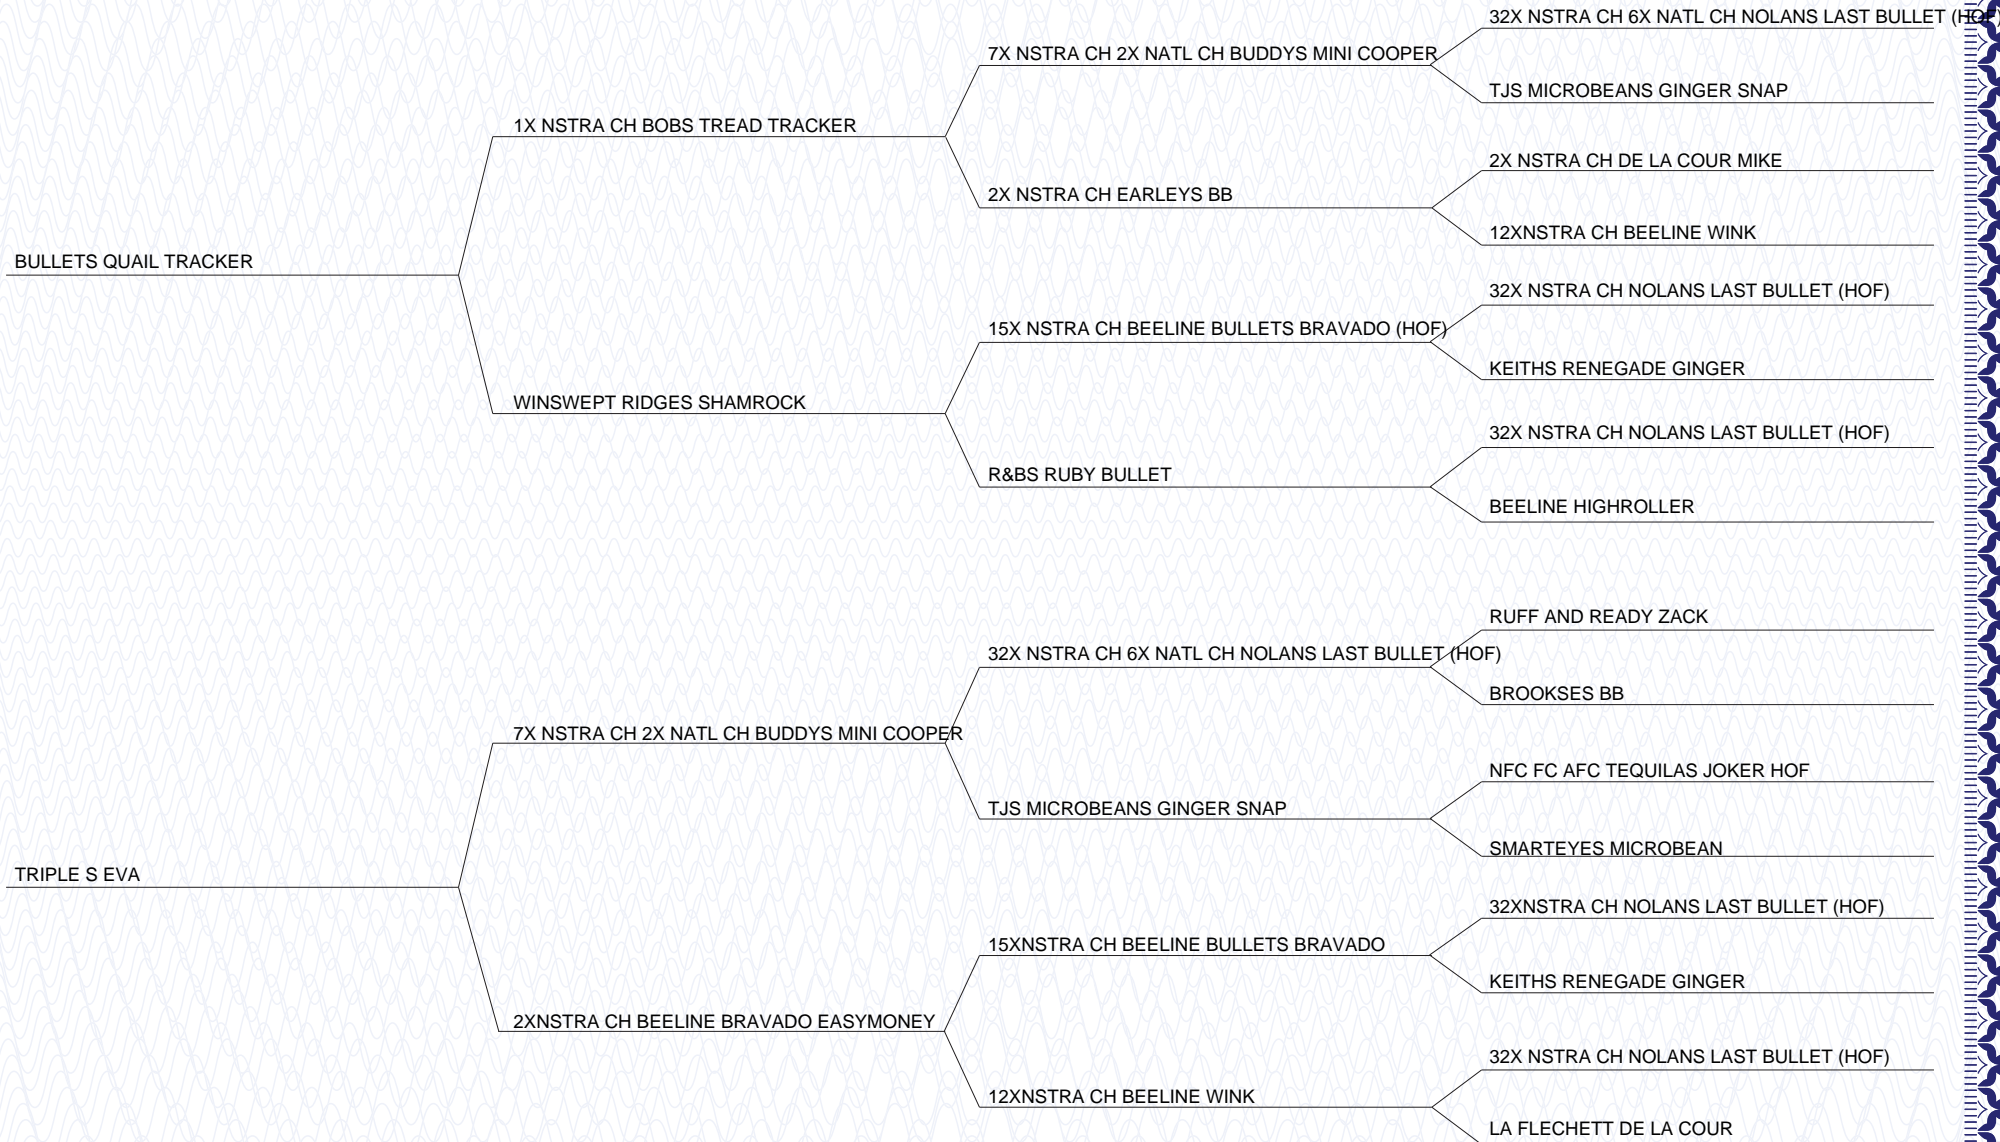 32X NSTRA CH 6X NATL CH NOLANS LAST BULLET (HOF)
7X NSTRA CH 2X NATL CH BUDDYS MINI COOPER
TJS MICROBEANS GINGER SNAP
1X NSTRA CH BOBS TREAD TRACKER
2X NSTRA CH DE LA COUR MIKE
2X NSTRA CH EARLEYS BB
12XNSTRA CH BEELINE WINK
BULLETS QUAIL TRACKER
32X NSTRA CH NOLANS LAST BULLET (HOF)
15X NSTRA CH BEELINE BULLETS BRAVADO (HOF)
KEITHS RENEGADE GINGER
WINSWEPT RIDGES SHAMROCK
32X NSTRA CH NOLANS LAST BULLET (HOF)
R&BS RUBY BULLET
BEELINE HIGHROLLER
RUFF AND READY ZACK
32X NSTRA CH 6X NATL CH NOLANS LAST BULLET (HOF)
BROOKSES BB
7X NSTRA CH 2X NATL CH BUDDYS MINI COOPER
NFC FC AFC TEQUILAS JOKER HOF
TJS MICROBEANS GINGER SNAP
SMARTEYES MICROBEAN
TRIPLE S EVA
32XNSTRA CH NOLANS LAST BULLET (HOF)
15XNSTRA CH BEELINE BULLETS BRAVADO
KEITHS RENEGADE GINGER
2XNSTRA CH BEELINE BRAVADO EASYMONEY
32X NSTRA CH NOLANS LAST BULLET (HOF)
12XNSTRA CH BEELINE WINK
LA FLECHETT DE LA COUR